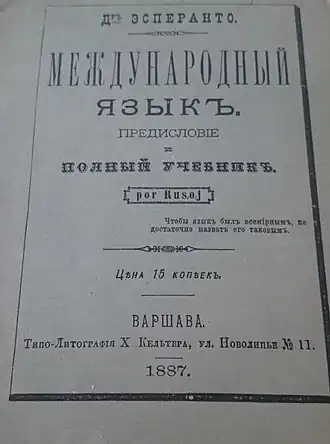 Дръ ЭСПЕРАНТО.
МЕЖДУНАРОДНЫЙ
ЯЗЫКЪ.
ПРЕДИСЛОВІЕ
И
ПОЛНЫЙ УЧЕБНИКЪ.
por Rusoj
Чтобы языкъ былъ всемірнымъ, не
достаточно назвать его таковымъ.
Цѣна 15 копѣекъ.
ВАРШАВА.
Типо-Литографія Х. Кельтера, ул. Новолипье № 11.
1887.